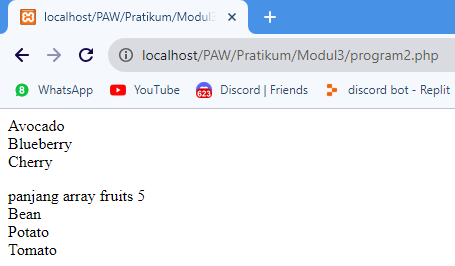 localhost/PAW/Pratikum/Modul3
localhost/PAW/Pratikum/Modul3/program2.php
8 WhatsApp YouTube 623 Discord | Friends discord bot - Replit
Avocado
Blueberry
Cherry
panjang array fruits 5
Bean
Potato
Tomato